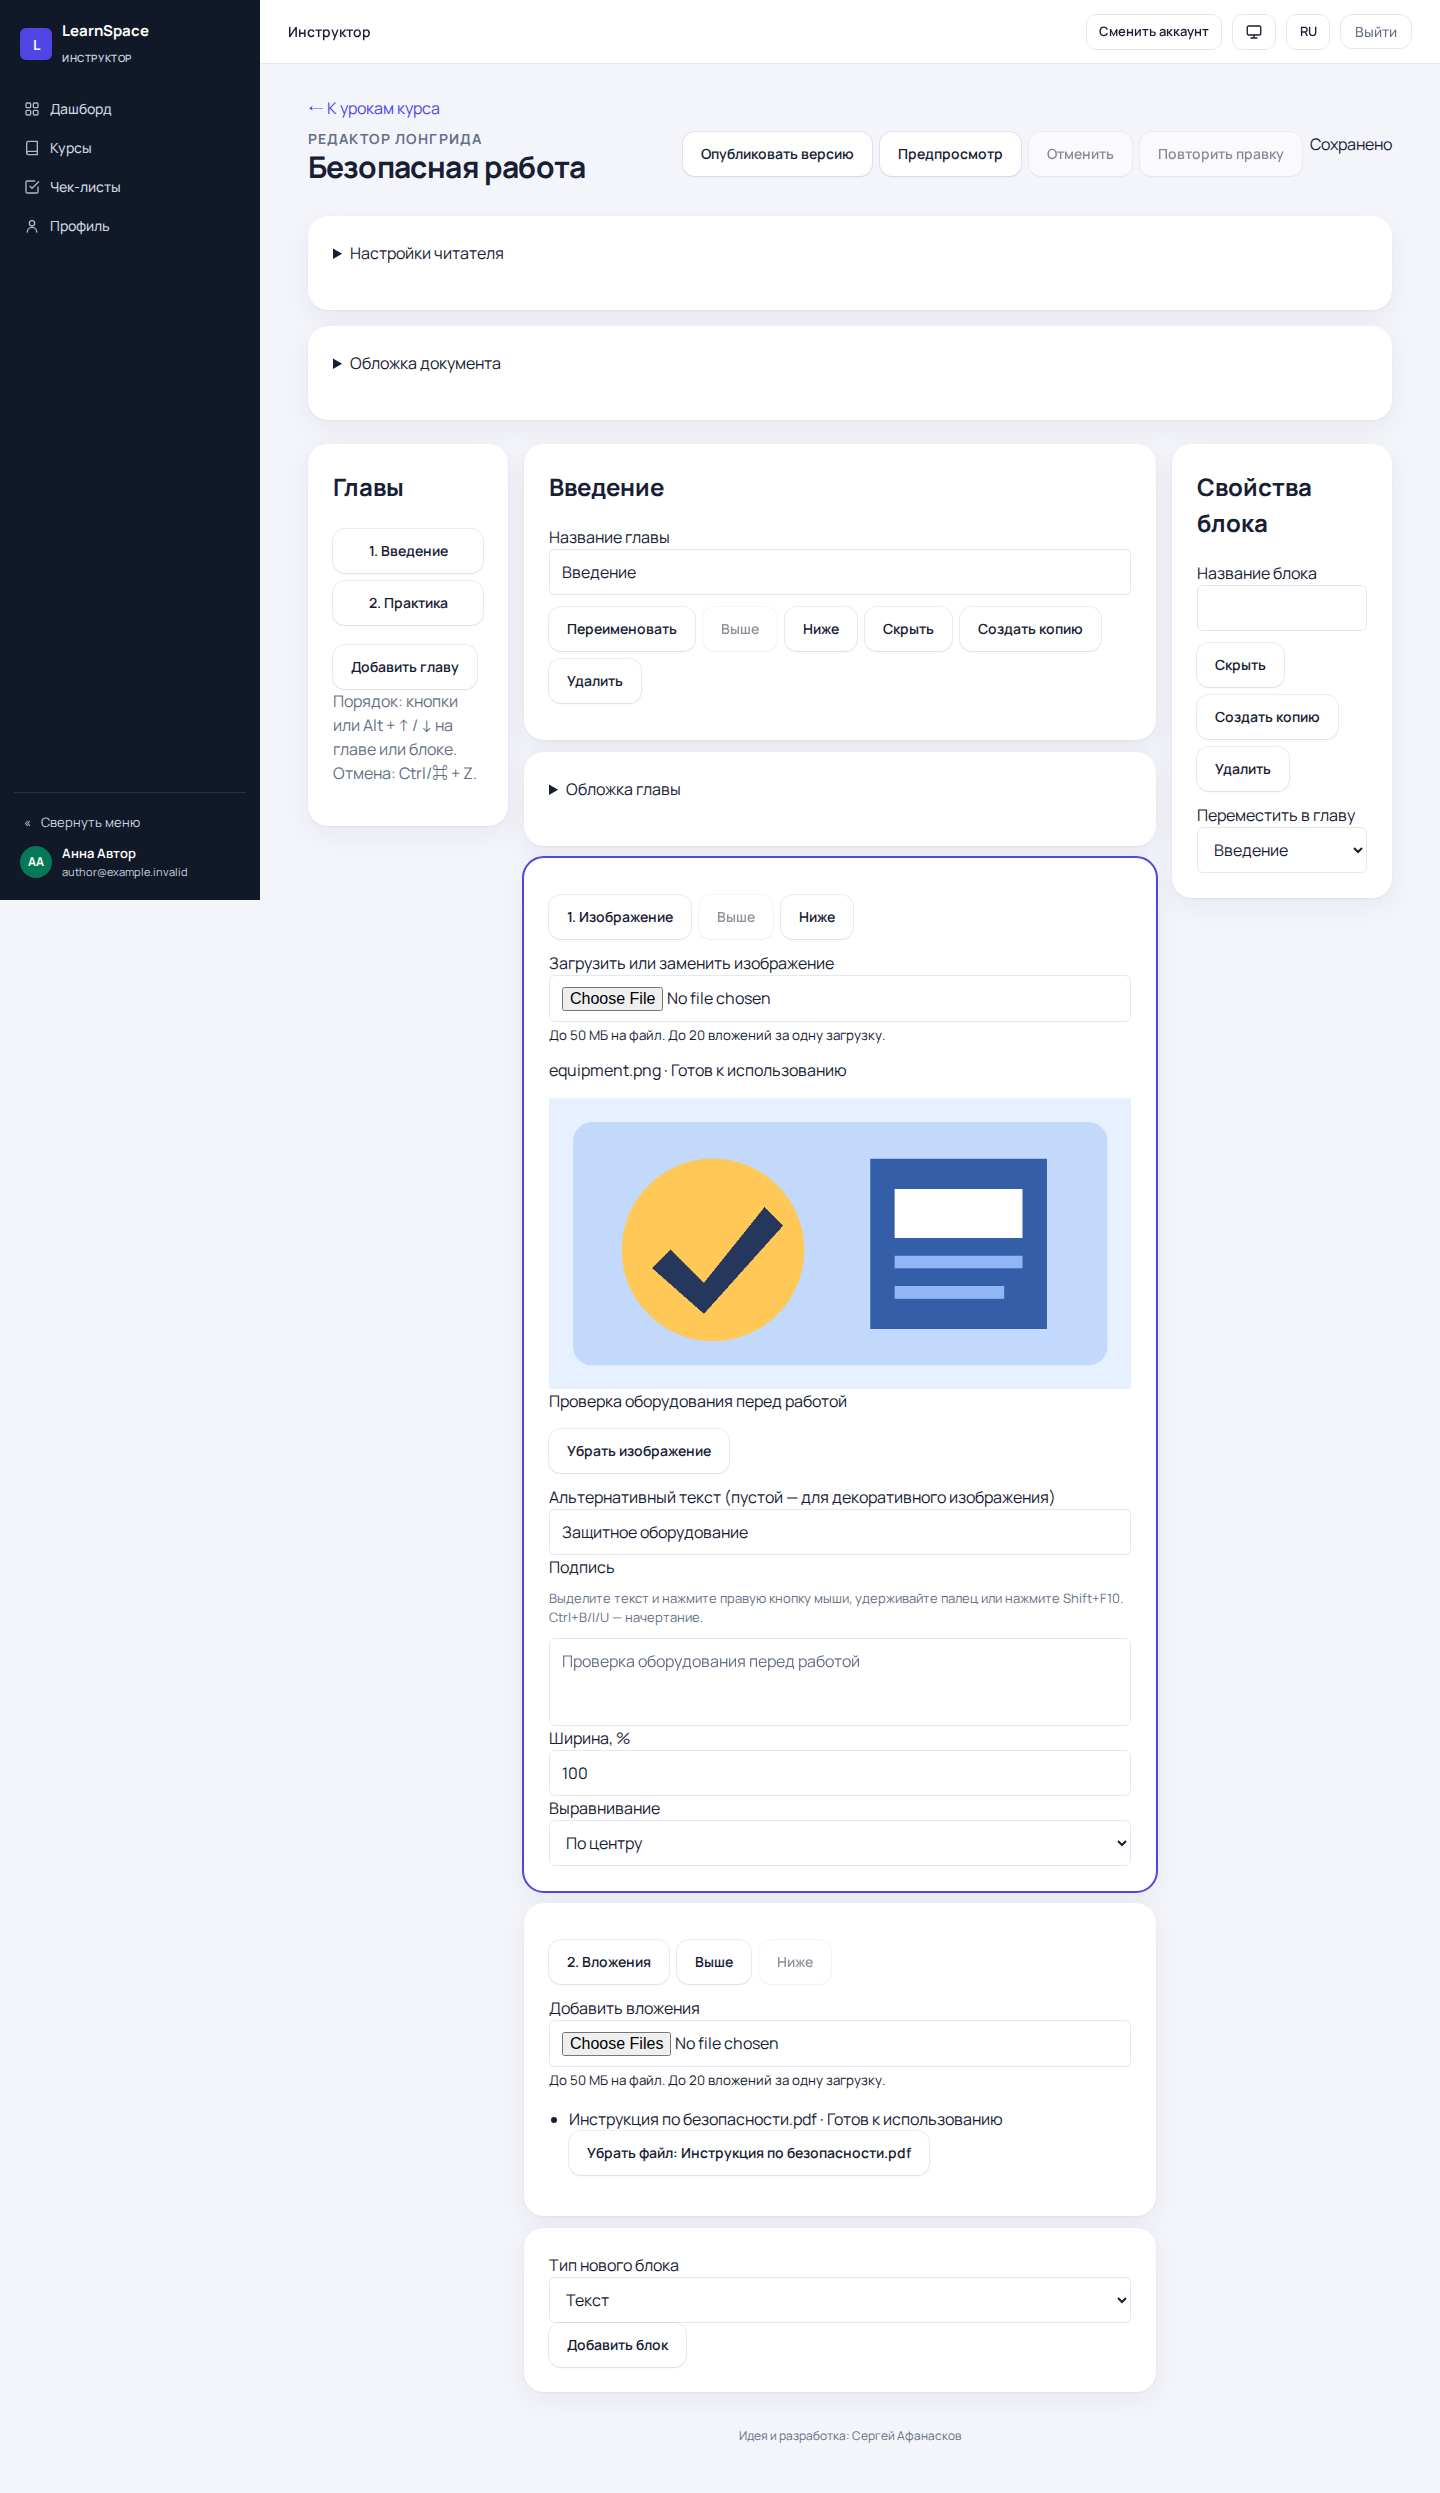 L
LearnSpace
ИНСТРУКТОР
Дашборд
Курсы
Чек-листы
Профиль
« Свернуть меню
АА
Анна Автор
author@example.invalid
Инструктор
Сменить аккаунт
RU
Выйти
← К урокам курса
РЕДАКТОР ЛОНГРИДА
Безопасная работа
Опубликовать версию
Предпросмотр
Отменить
Повторить правку
Сохранено
Настройки читателя
Обложка документа
Главы
1. Введение
2. Практика
Добавить главу
Порядок: кнопки
или Alt + ↑ / ↓ на
главе или блоке.
Отмена: Ctrl/⌘ + Z.
Введение
Название главы
Введение
Переименовать
Выше
Ниже
Скрыть
Создать копию
Удалить
Обложка главы
1. Изображение
Выше
Ниже
Загрузить или заменить изображение
Choose File No file chosen
До 50 МБ на файл. До 20 вложений за одну загрузку.
equipment.png · Готов к использованию
Проверка оборудования перед работой
Убрать изображение
Альтернативный текст (пустой — для декоративного изображения)
Защитное оборудование
Подпись
Выделите текст и нажмите правую кнопку мыши, удерживайте палец или нажмите Shift+F10.
Ctrl+B/I/U — начертание.
Проверка оборудования перед работой
Ширина, %
100
Выравнивание
По центру
2. Вложения
Выше
Ниже
Добавить вложения
Choose Files No file chosen
До 50 МБ на файл. До 20 вложений за одну загрузку.
Инструкция по безопасности.pdf · Готов к использованию
Убрать файл: Инструкция по безопасности.pdf
Тип нового блока
Текст
Добавить блок
Свойства
блока
Название блока
Скрыть
Создать копию
Удалить
Переместить в главу
Введение
Идея и разработка: Сергей Афанасков